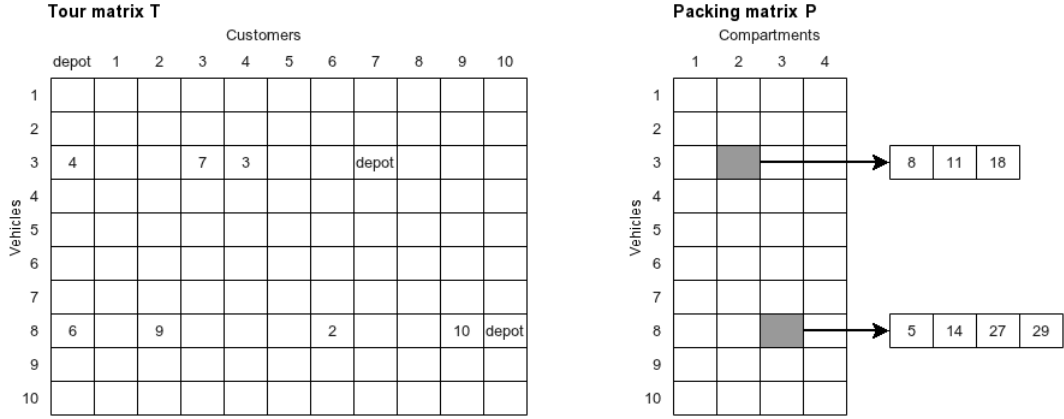 Tour matrix T
Customers
depot 1 2 3 4 5 6 7 8 9 10
Vehicles
1
2
3 4 7 3 depot
4
5
6
7
8 6 9 2 10 depot
9
10
Packing matrix P
Compartments
1 2 3 4
Vehicles
1
2
3 8 11 18
4
5
6
7
8 5 14 27 29
9
10